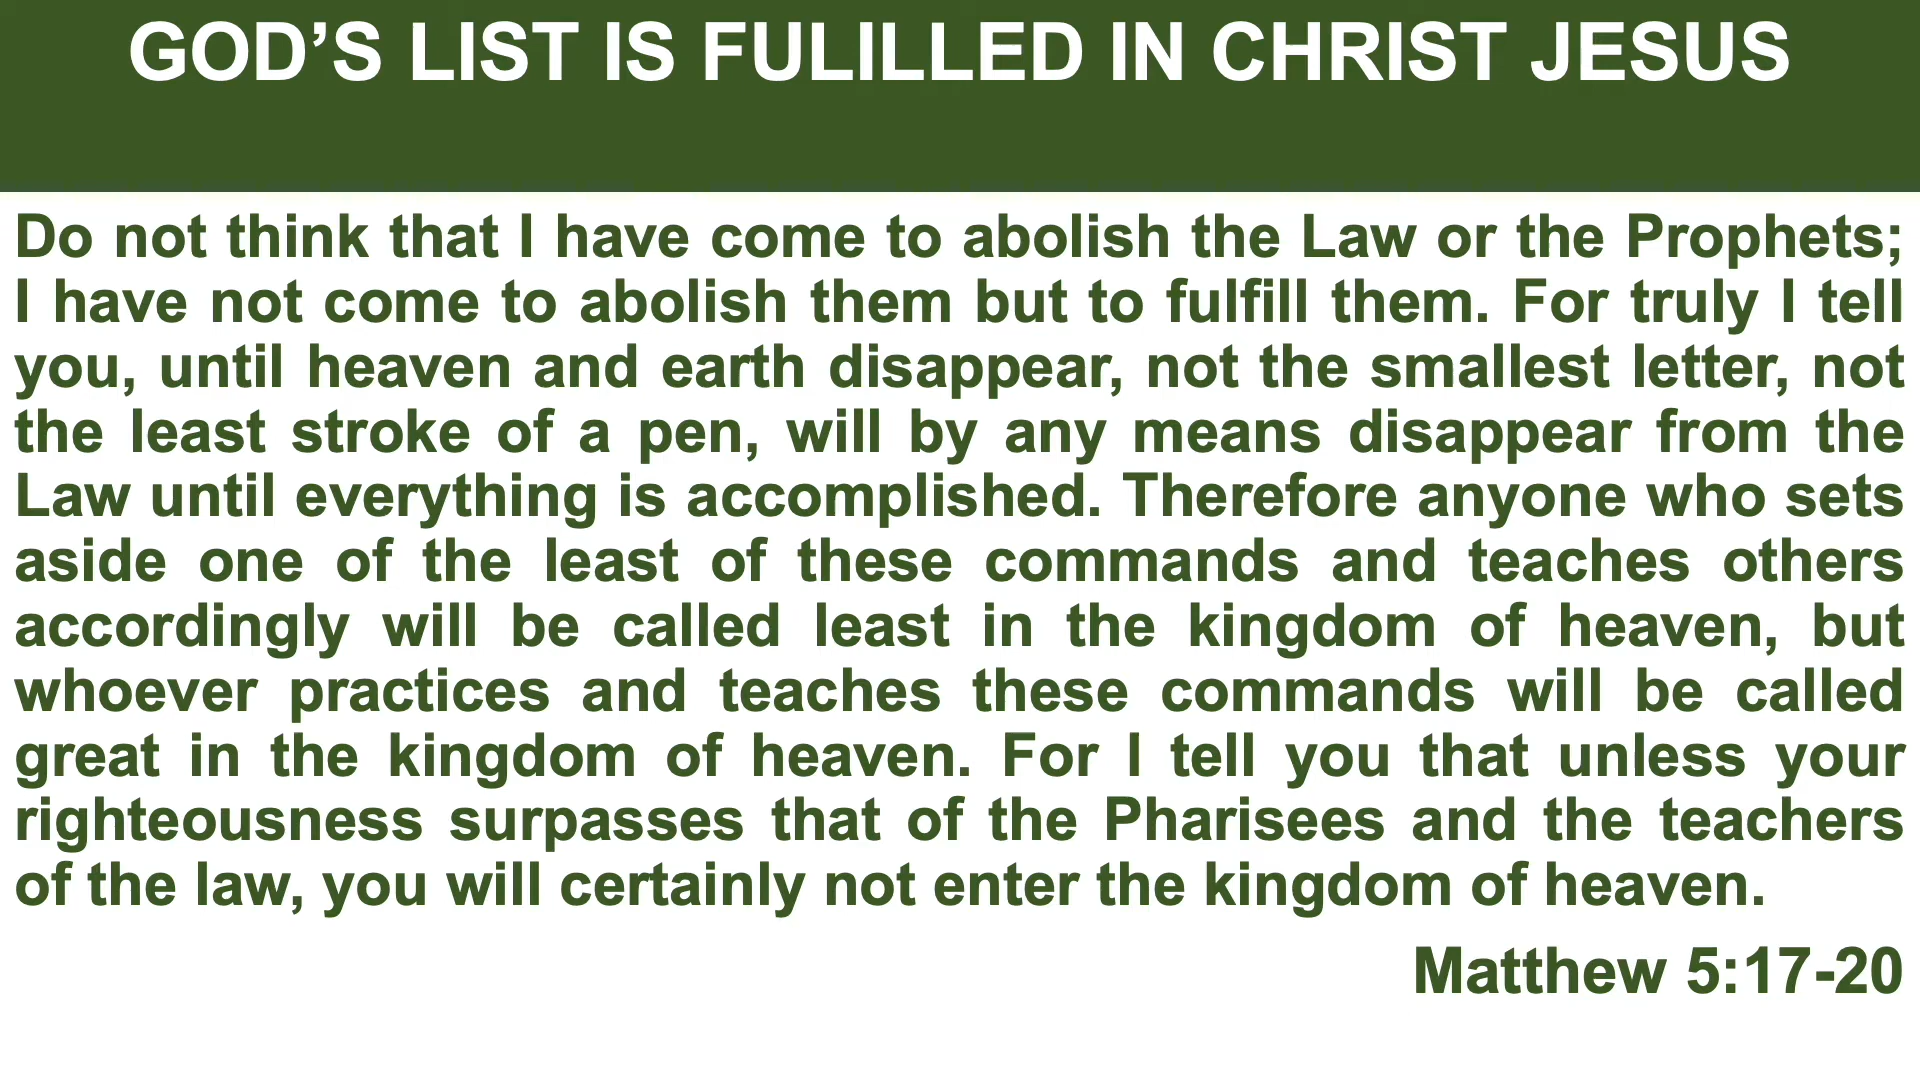 GOD’S LIST IS FULILLED IN CHRIST JESUS
Do not think that I have come to abolish the Law or the Prophets;
I have not come to abolish them but to fulfill them. For truly I tell
you, until heaven and earth disappear, not the smallest letter, not
the least stroke of a pen, will by any means disappear from the
Law until everything is accomplished. Therefore anyone who sets
aside one of the least of these commands and teaches others
accordingly will be called least in the kingdom of heaven, but
whoever practices and teaches these commands will be called
great in the kingdom of heaven. For I tell you that unless your
righteousness surpasses that of the Pharisees and the teachers
of the law, you will certainly not enter the kingdom of heaven.
Matthew 5:17-20